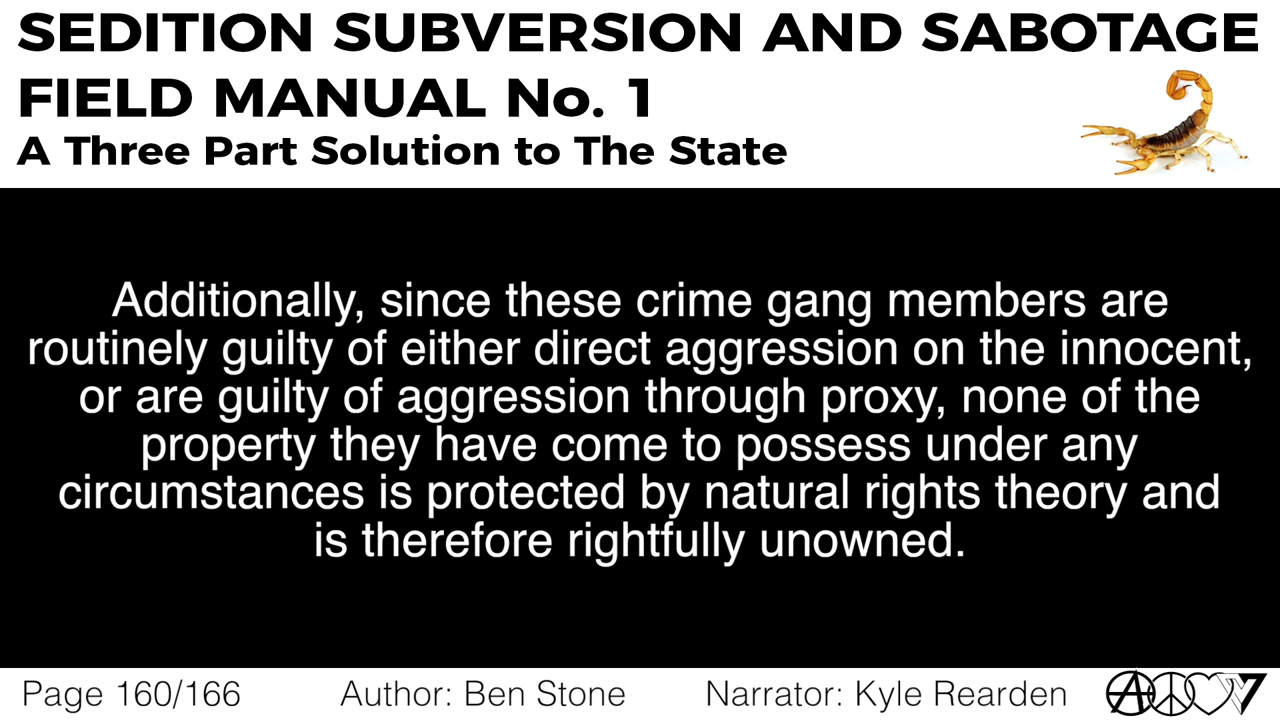 SEDITION SUBVERSION AND SABOTAGE
FIELD MANUAL No. 1
A Three Part Solution to The State
Additionally, since these crime gang members are
routinely guilty of either direct aggression on the innocent,
or are guilty of aggression through proxy, none of the
property they have come to possess under any
circumstances is protected by natural rights theory and
is therefore rightfully unowned.
Page 160/166 Author: Ben Stone Narrator: Kyle Rearden